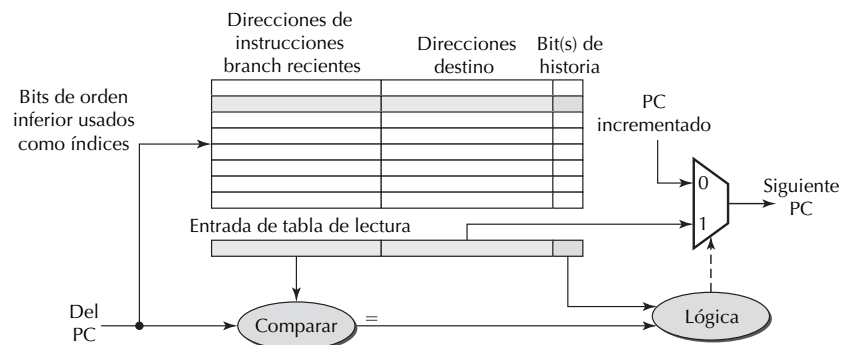 Direcciones de
instrucciones
branch recientes
Direcciones
destino
Bit(s) de
historia
Bits de orden
inferior usados
como índices
PC
incrementado
0
1
Siguiente
PC
Entrada de tabla de lectura
Del
PC
Comparar
=
Lógica